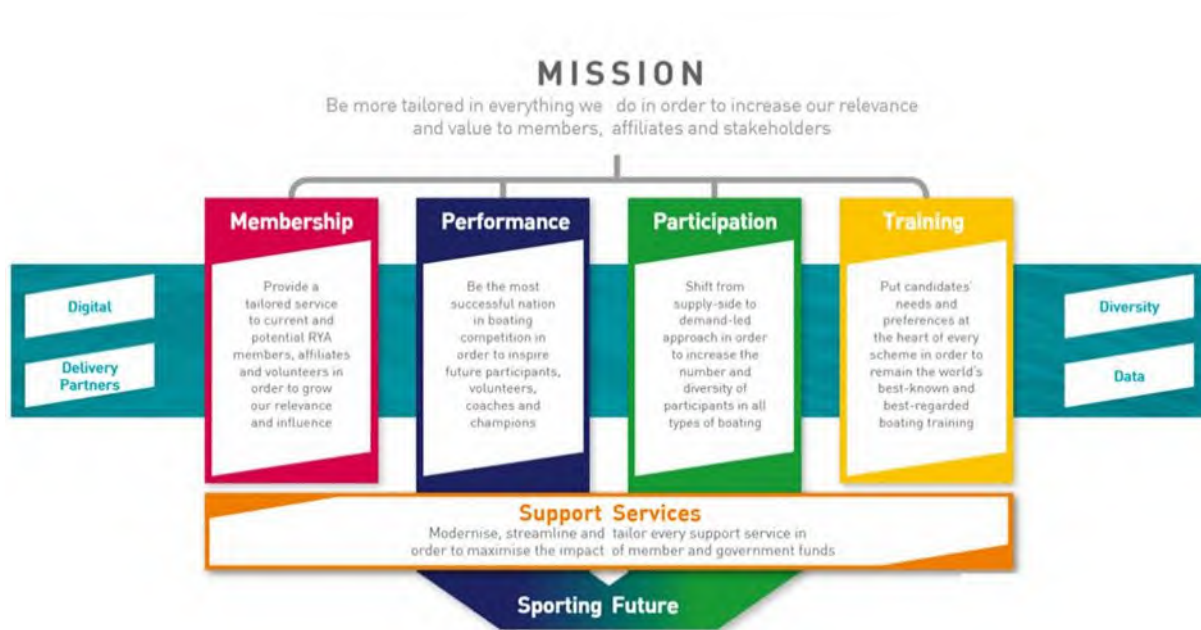 MISSION
Be more tailored in everything we do in order to increase our relevance
and value to members, affiliates and stakeholders
Membership
Provide a
tailored service
to current and
potential RYA
members, affiliates
and volunteers in
order to grow
our relevance
and influence
Performance
Be the most
successful nation
in boating
competition in
order to inspire
future participants,
volunteers,
coaches and
champions
Participation
Shift from
supply-side to
demand-led
approach in order
to increase the
number and
diversity of
participants in all
types of boating
Training
Put candidates'
needs and
preferences at
the heart of every
scheme in order to
remain the world's
best-known and
best-regarded
boating training
Digital
Delivery
Partners
Diversity
Data
Support Services
Modernise, streamline and tailor every support service in
order to maximise the impact of member and government funds
Sporting Future